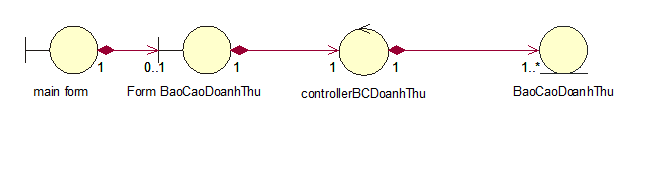 1 0..1 1 1 1 1..*
main form Form BaoCaoDoanhThu controllerBCDoanhThu BaoCaoDoanhThu